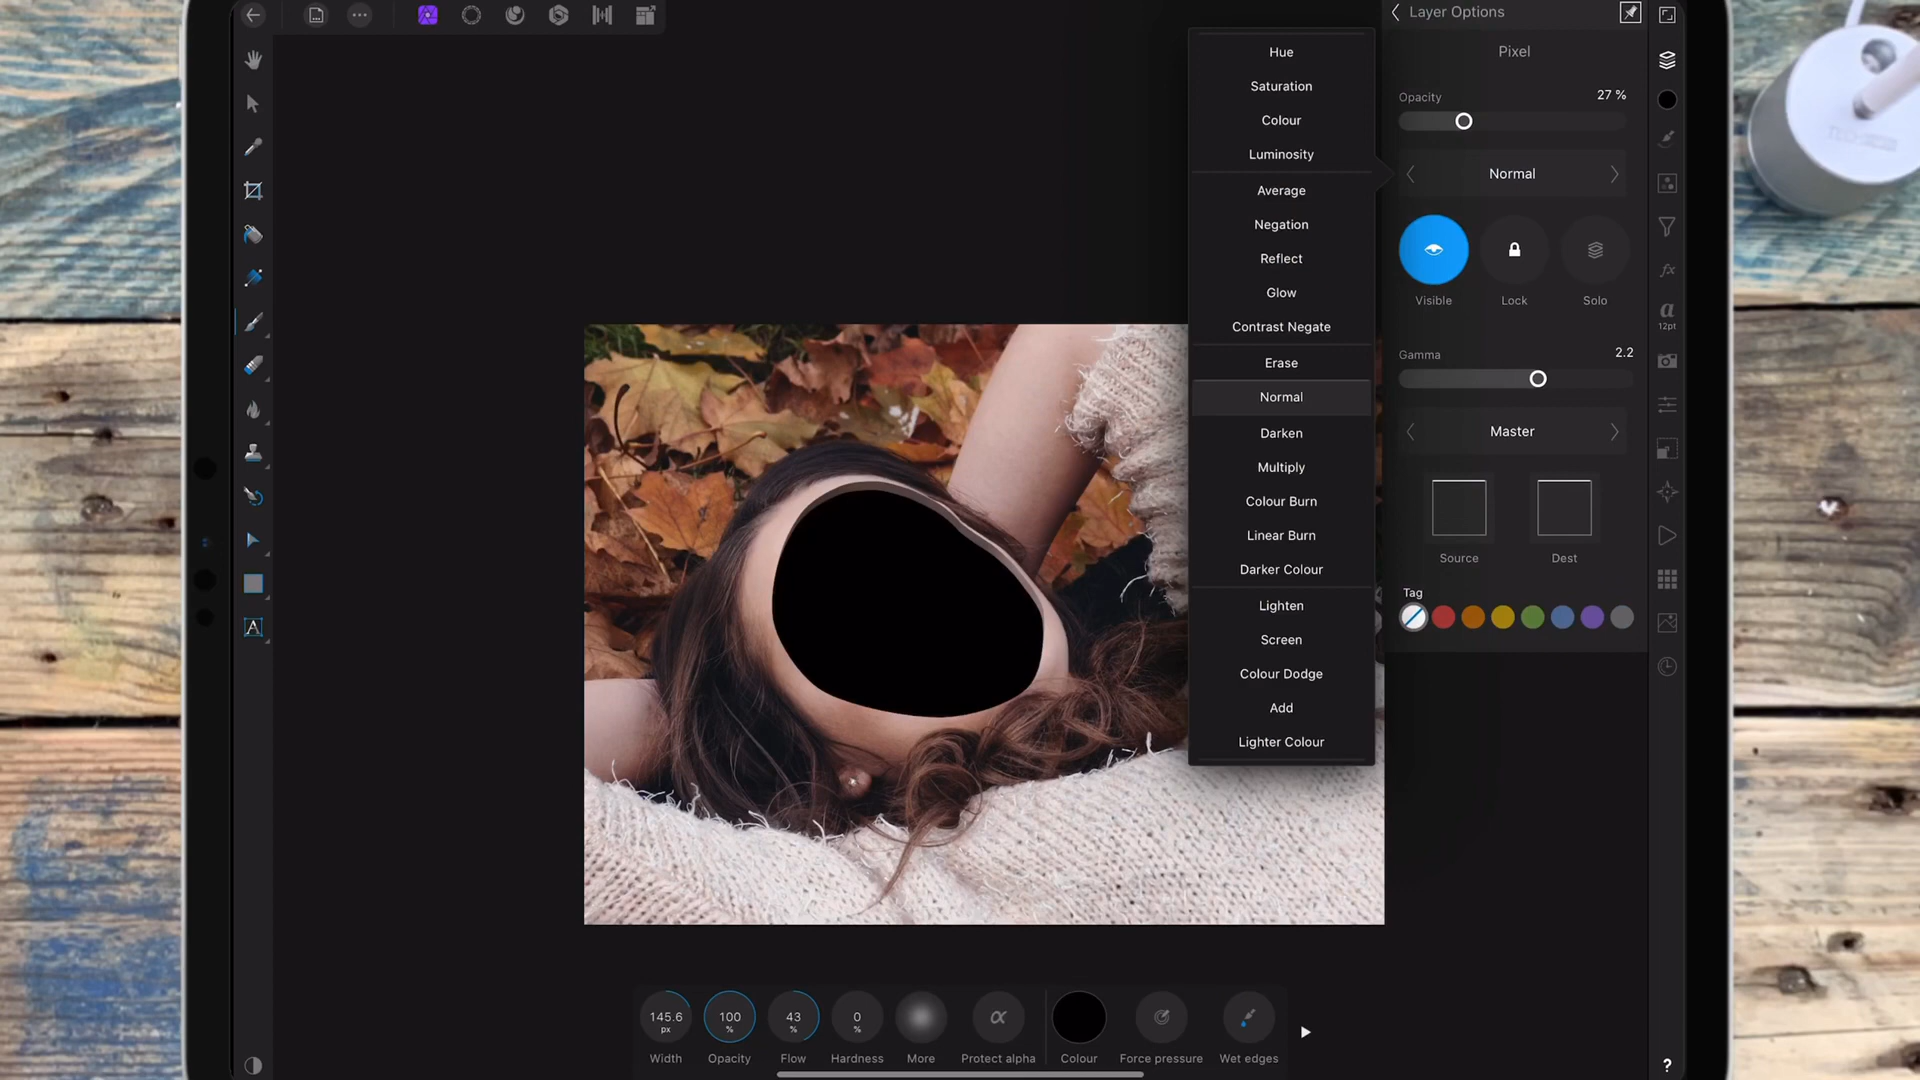 Layer Options
Pixel
Opacity
27 %
Normal
Visible
Lock
Solo
Gamma
2.2
Master
Source
Dest
Tag
Hue
Saturation
Colour
Luminosity
Average
Negation
Reflect
Glow
Contrast Negate
Erase
Normal
Darken
Multiply
Colour Burn
Linear Burn
Darker Colour
Lighten
Screen
Colour Dodge
Add
Lighter Colour
a
12pt
fx
A
145.6 px
Width
100 %
Opacity
43 %
Flow
0 %
Hardness
More
α
Protect alpha
Colour
Force pressure
Wet edges
?